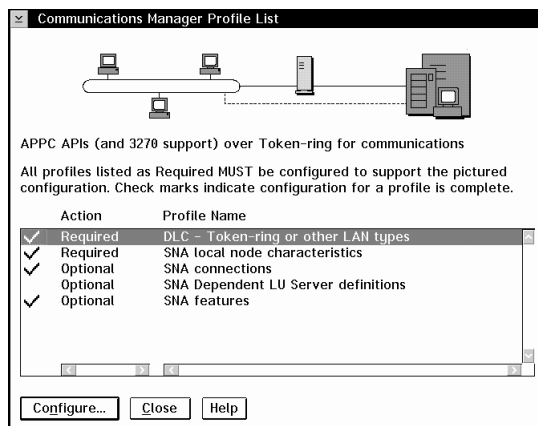 Communications Manager Profile List
APPC APIs (and 3270 support) over Token-ring for communications
All profiles listed as Required MUST be configured to support the pictured
configuration. Check marks indicate configuration for a profile is complete.
Action Profile Name
Required DLC - Token-ring or other LAN types
Required SNA local node characteristics
Optional SNA connections
Optional SNA Dependent LU Server definitions
Optional SNA features
Configure... Close Help